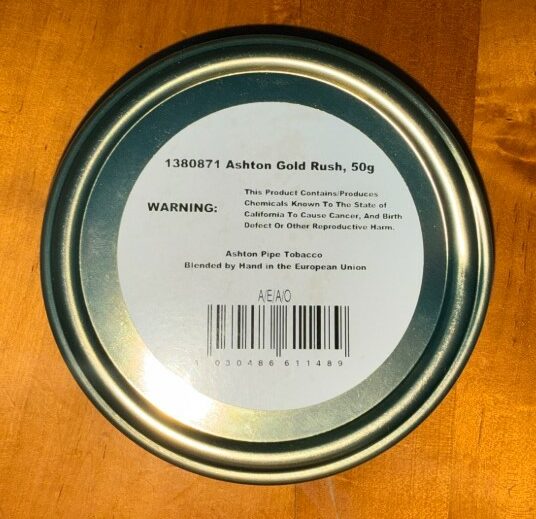 1380871 Ashton Gold Rush, 50g
WARNING:
This Product Contains/Produces
Chemicals Known To The State of
California To Cause Cancer, And Birth
Defect Or Other Reproductive Harm.
Ashton Pipe Tobacco
Blended by Hand in the European Union
A/E/A/O
1 030486 611489